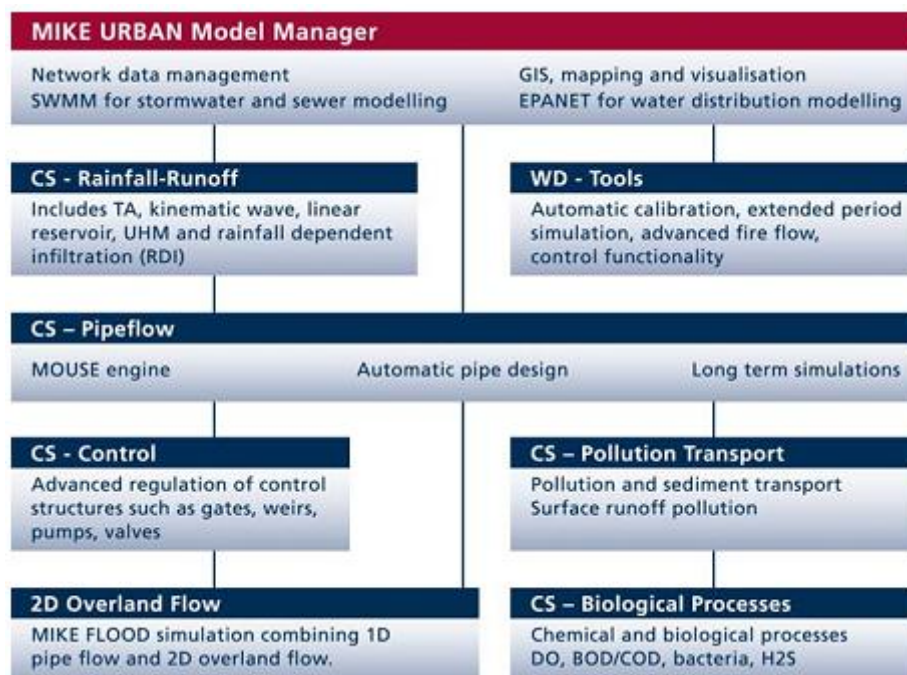 MIKE URBAN Model Manager
Network data management
SWMM for stormwater and sewer modelling
GIS, mapping and visualisation
EPANET for water distribution modelling
CS - Rainfall-Runoff
Includes TA, kinematic wave, linear
reservoir, UHM and rainfall dependent
infiltration (RDI)
WD - Tools
Automatic calibration, extended period
simulation, advanced fire flow,
control functionality
CS – Pipeflow
MOUSE engine
Automatic pipe design
Long term simulations
CS - Control
Advanced regulation of control
structures such as gates, weirs,
pumps, valves
CS – Pollution Transport
Pollution and sediment transport
Surface runoff pollution
2D Overland Flow
MIKE FLOOD simulation combining 1D
pipe flow and 2D overland flow.
CS – Biological Processes
Chemical and biological processes
DO, BOD/COD, bacteria, H2S